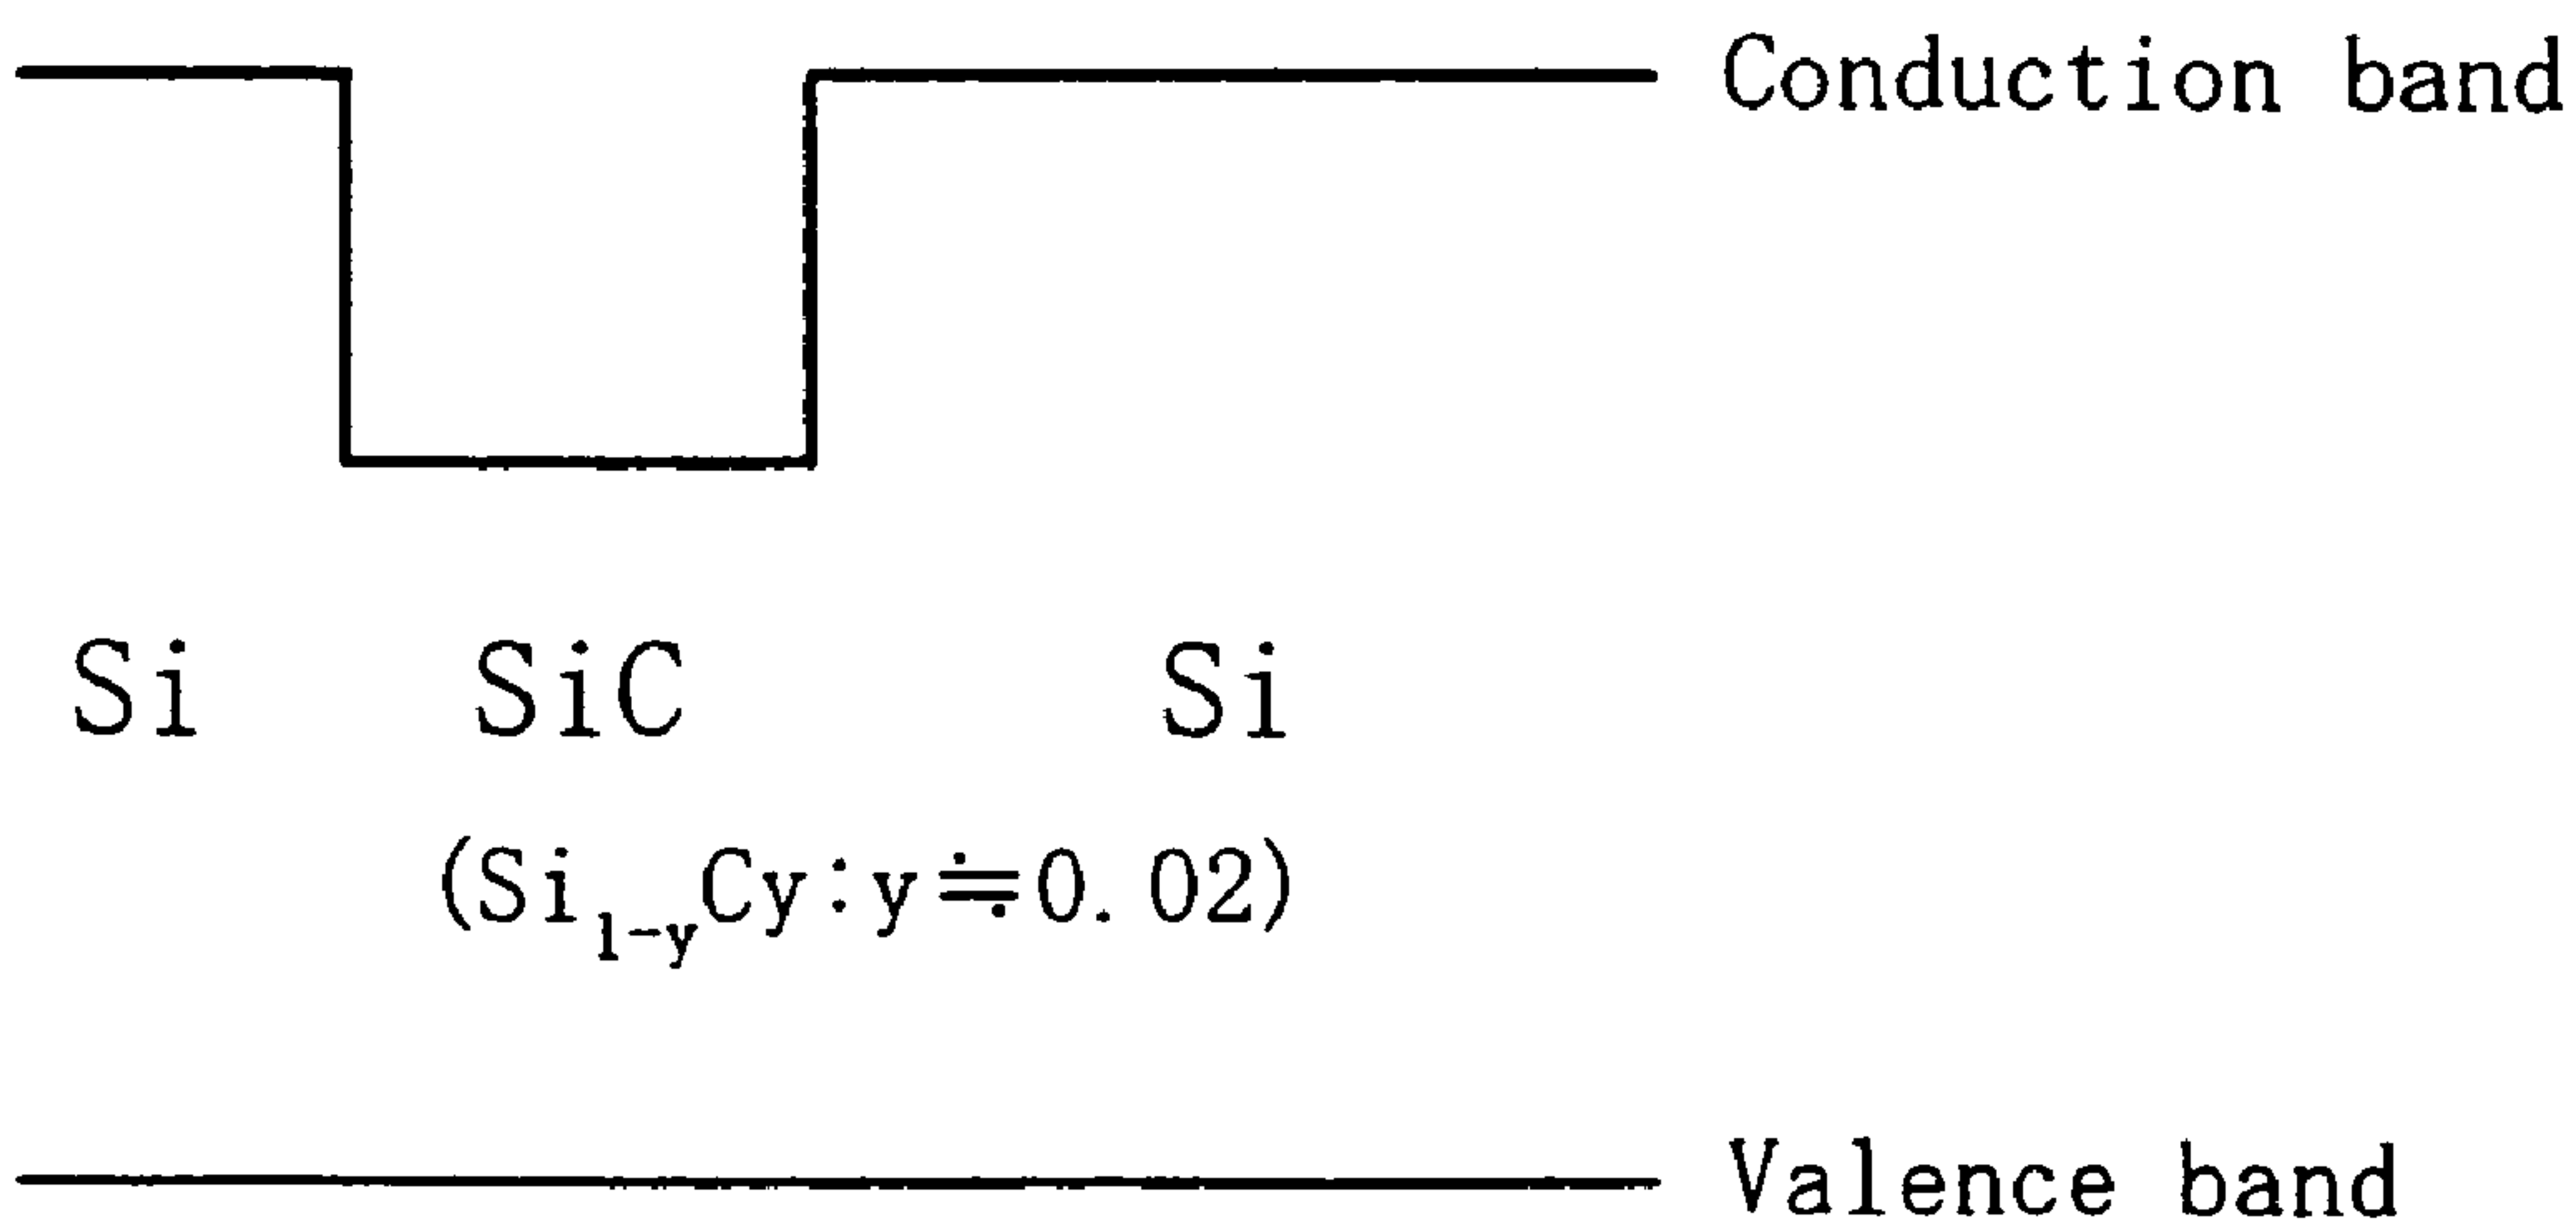 Conduction band
Si SiC Si
(Si₁₋yCy:y≒0.02)
Valence band